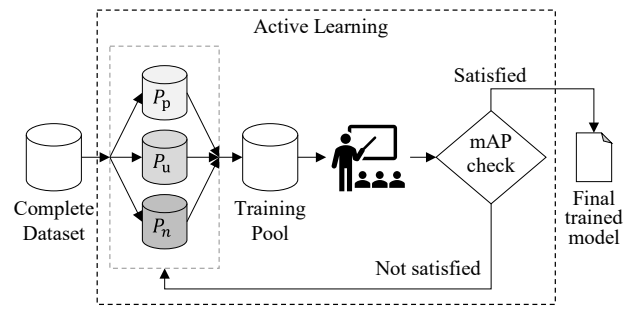 Active Learning
Satisfied
Pp
Pu
Pn
mAP
check
Complete
Dataset
Training
Pool
Final
trained
model
Not satisfied